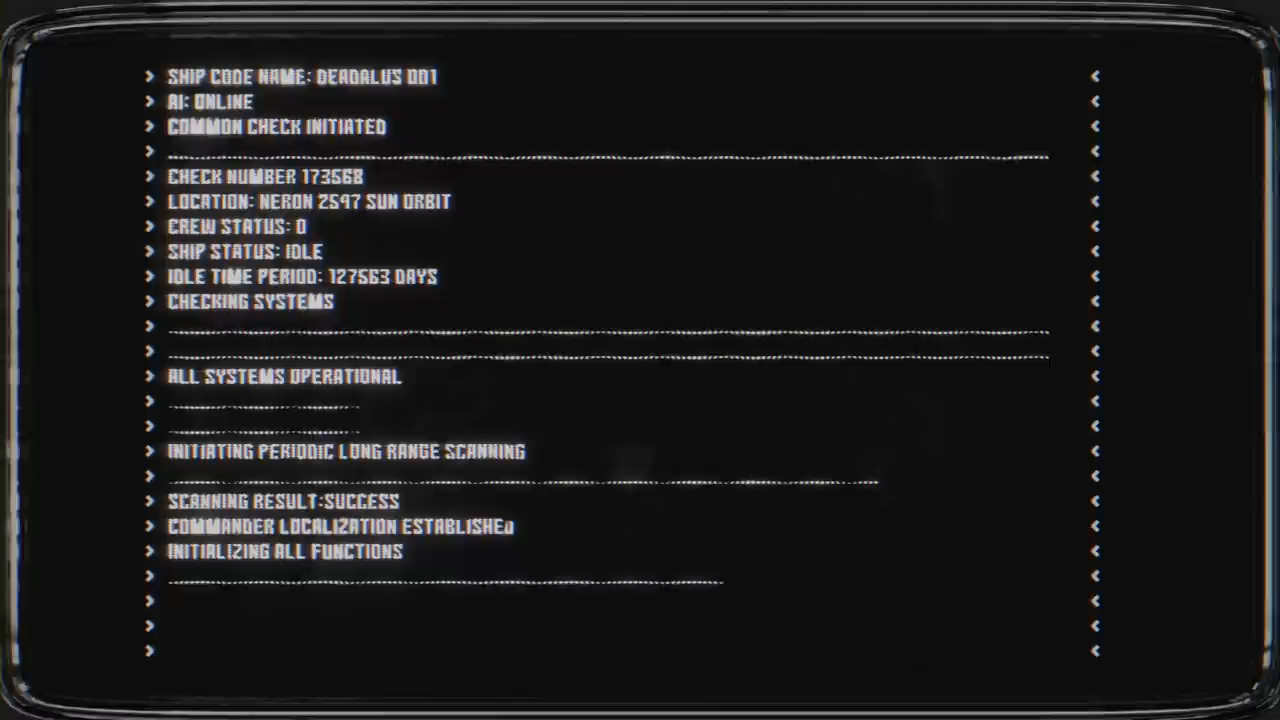 > SHIP CODE NAME: DEADALUS 001 <
> AI: ONLINE <
> COMMON CHECK INITIATED <
> <
> CHECK NUMBER 173568 <
> LOCATION: NERON 2597 SUN ORBIT <
> CREW STATUS: 0 <
> SHIP STATUS: IDLE <
> IDLE TIME PERIOD: 127563 DAYS <
> CHECKING SYSTEMS <
> <
> <
> ALL SYSTEMS OPERATIONAL <
> <
> <
> INITIATING PERIODIC LONG RANGE SCANNING <
> <
> SCANNING RESULT:SUCCESS <
> COMMANDER LOCALIZATION ESTABLISHED <
> INITIALIZING ALL FUNCTIONS <
> <
> <
> <
> <